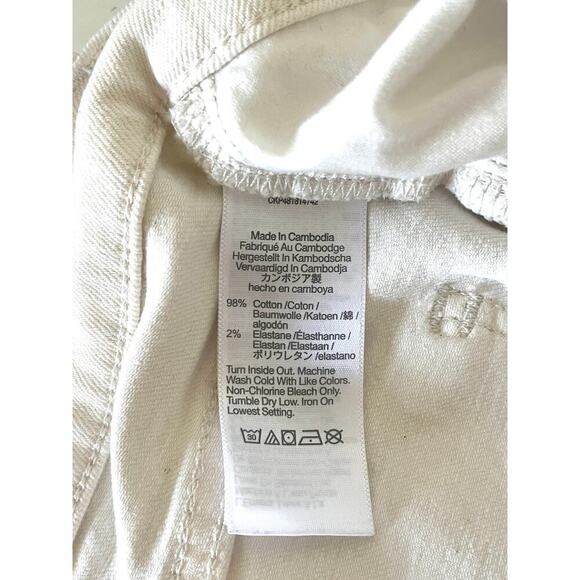 CKP481814742
Made In Cambodia
Fabriqué Au Cambodge
Hergestellt In Kambodscha
Vervaardigd In Cambodja
カンボジア製
hecho en camboya
98% Cotton /Coton /
Baumwolle /Katoen /綿 /
algodón
2% Elastane /Élasthanne /
Elastan /Elastaan /
ポリウレタン /elastano
Turn Inside Out. Machine
Wash Cold With Like Colors.
Non-Chlorine Bleach Only.
Tumble Dry Low. Iron On
Lowest Setting.
30